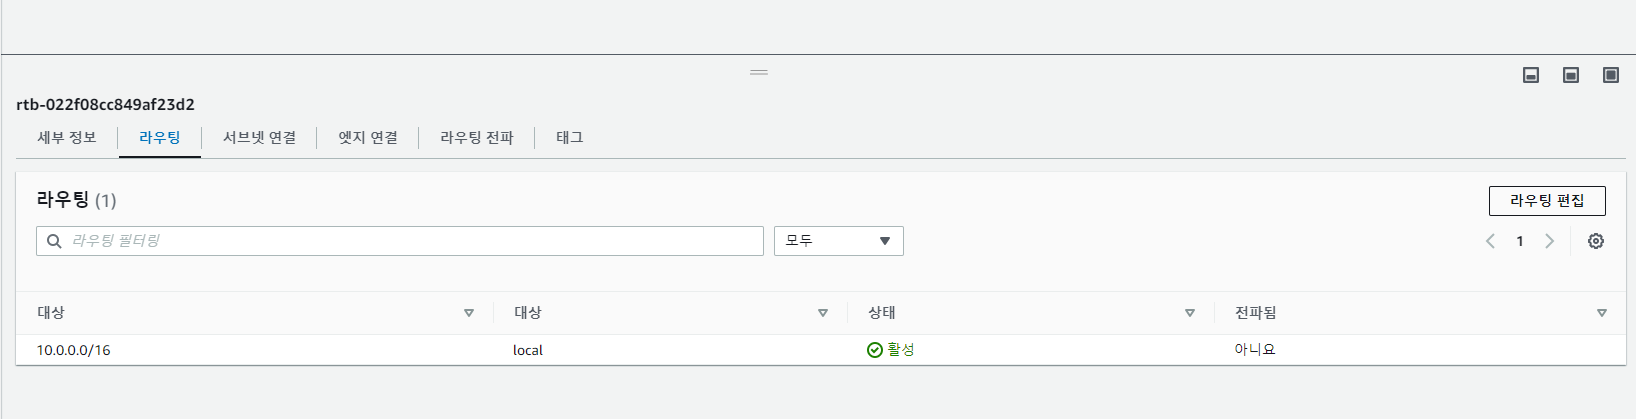 rtb-022f08cc849af23d2
세부 정보 라우팅 서브넷 연결 엣지 연결 라우팅 전파 태그
라우팅 (1)
라우팅 편집
라우팅 필터링 모두
1
대상 대상 상태 전파됨
10.0.0.0/16 local 활성 아니요